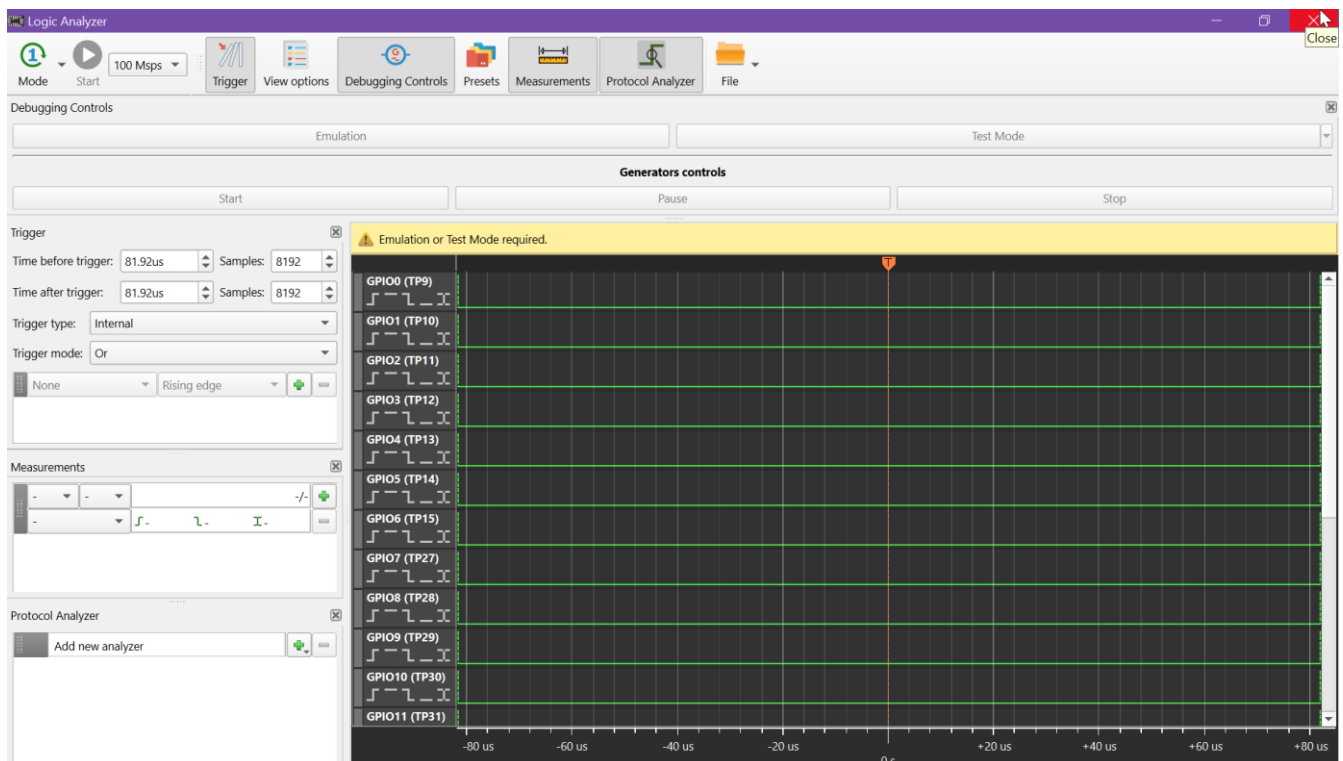 Logic Analyzer
Close
Mode
Start
100 Msps
Trigger
View options
Debugging Controls
Presets
Measurements
Protocol Analyzer
File
Debugging Controls
Emulation
Test Mode
Generators controls
Start
Pause
Stop
Trigger
Time before trigger: 81.92us Samples: 8192
Time after trigger: 81.92us Samples: 8192
Trigger type: Internal
Trigger mode: Or
None Rising edge
Measurements
- - -/-
- - - -
Protocol Analyzer
Add new analyzer
Emulation or Test Mode required.
T
GPIO0 (TP9)
GPIO1 (TP10)
GPIO2 (TP11)
GPIO3 (TP12)
GPIO4 (TP13)
GPIO5 (TP14)
GPIO6 (TP15)
GPIO7 (TP27)
GPIO8 (TP28)
GPIO9 (TP29)
GPIO10 (TP30)
GPIO11 (TP31)
-80 us -60 us -40 us -20 us +20 us +40 us +60 us +80 us
0 s